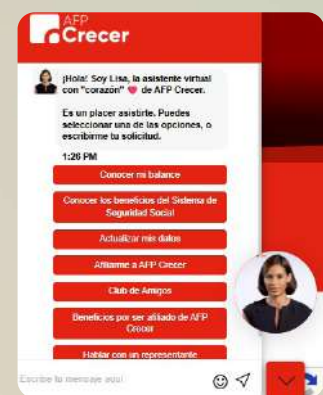 AFP
Crecer
¡Hola! Soy Lisa, la asistente virtual
con "corazón" ❤️ de AFP Crecer.
Es un placer asistirte. Puedes
seleccionar una de las opciones, o
escribirme tu solicitud.
1:26 PM
Conocer mi balance
Conocer los beneficios del Sistema de
Seguridad Social
Actualizar mis datos
Afiliarme a AFP Crecer
Club de Amigos
Beneficios por ser afiliado de AFP
Crecer
Hablar con un representante
Escribe tu mensaje aquí